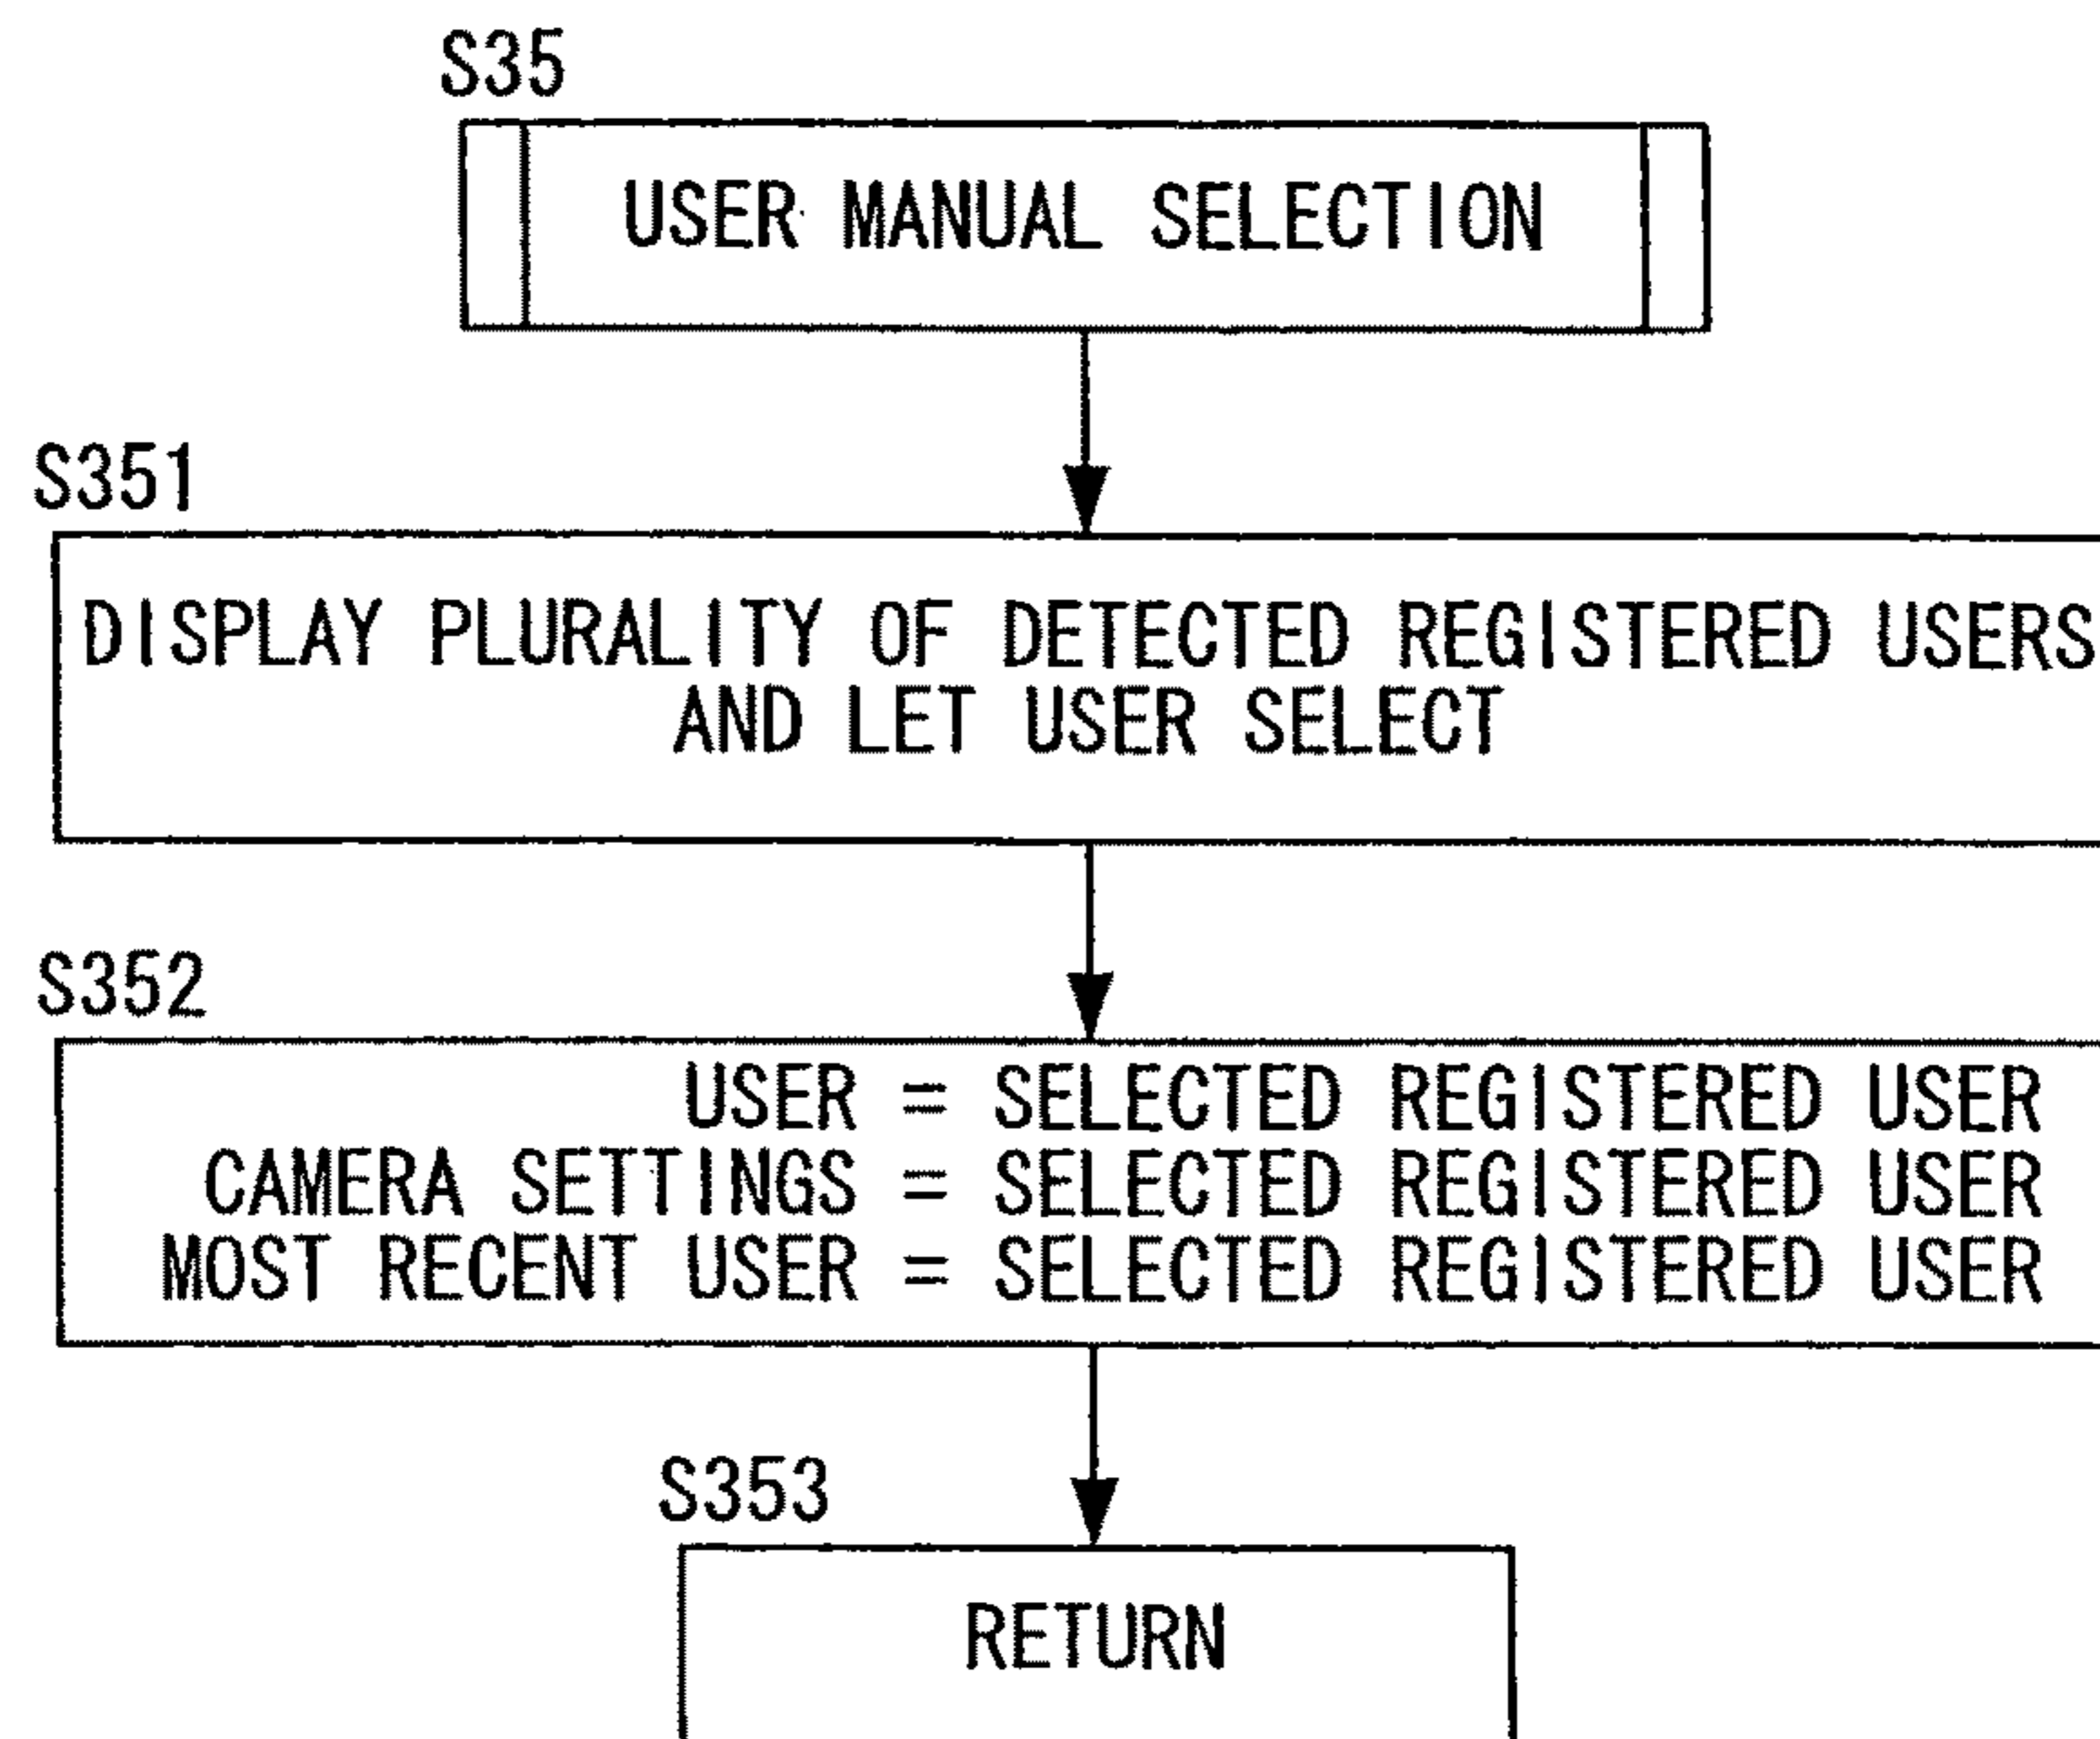 S35
USER MANUAL SELECTION
S351
DISPLAY PLURALITY OF DETECTED REGISTERED USERS
AND LET USER SELECT
S352
USER = SELECTED REGISTERED USER
CAMERA SETTINGS = SELECTED REGISTERED USER
MOST RECENT USER = SELECTED REGISTERED USER
S353
RETURN